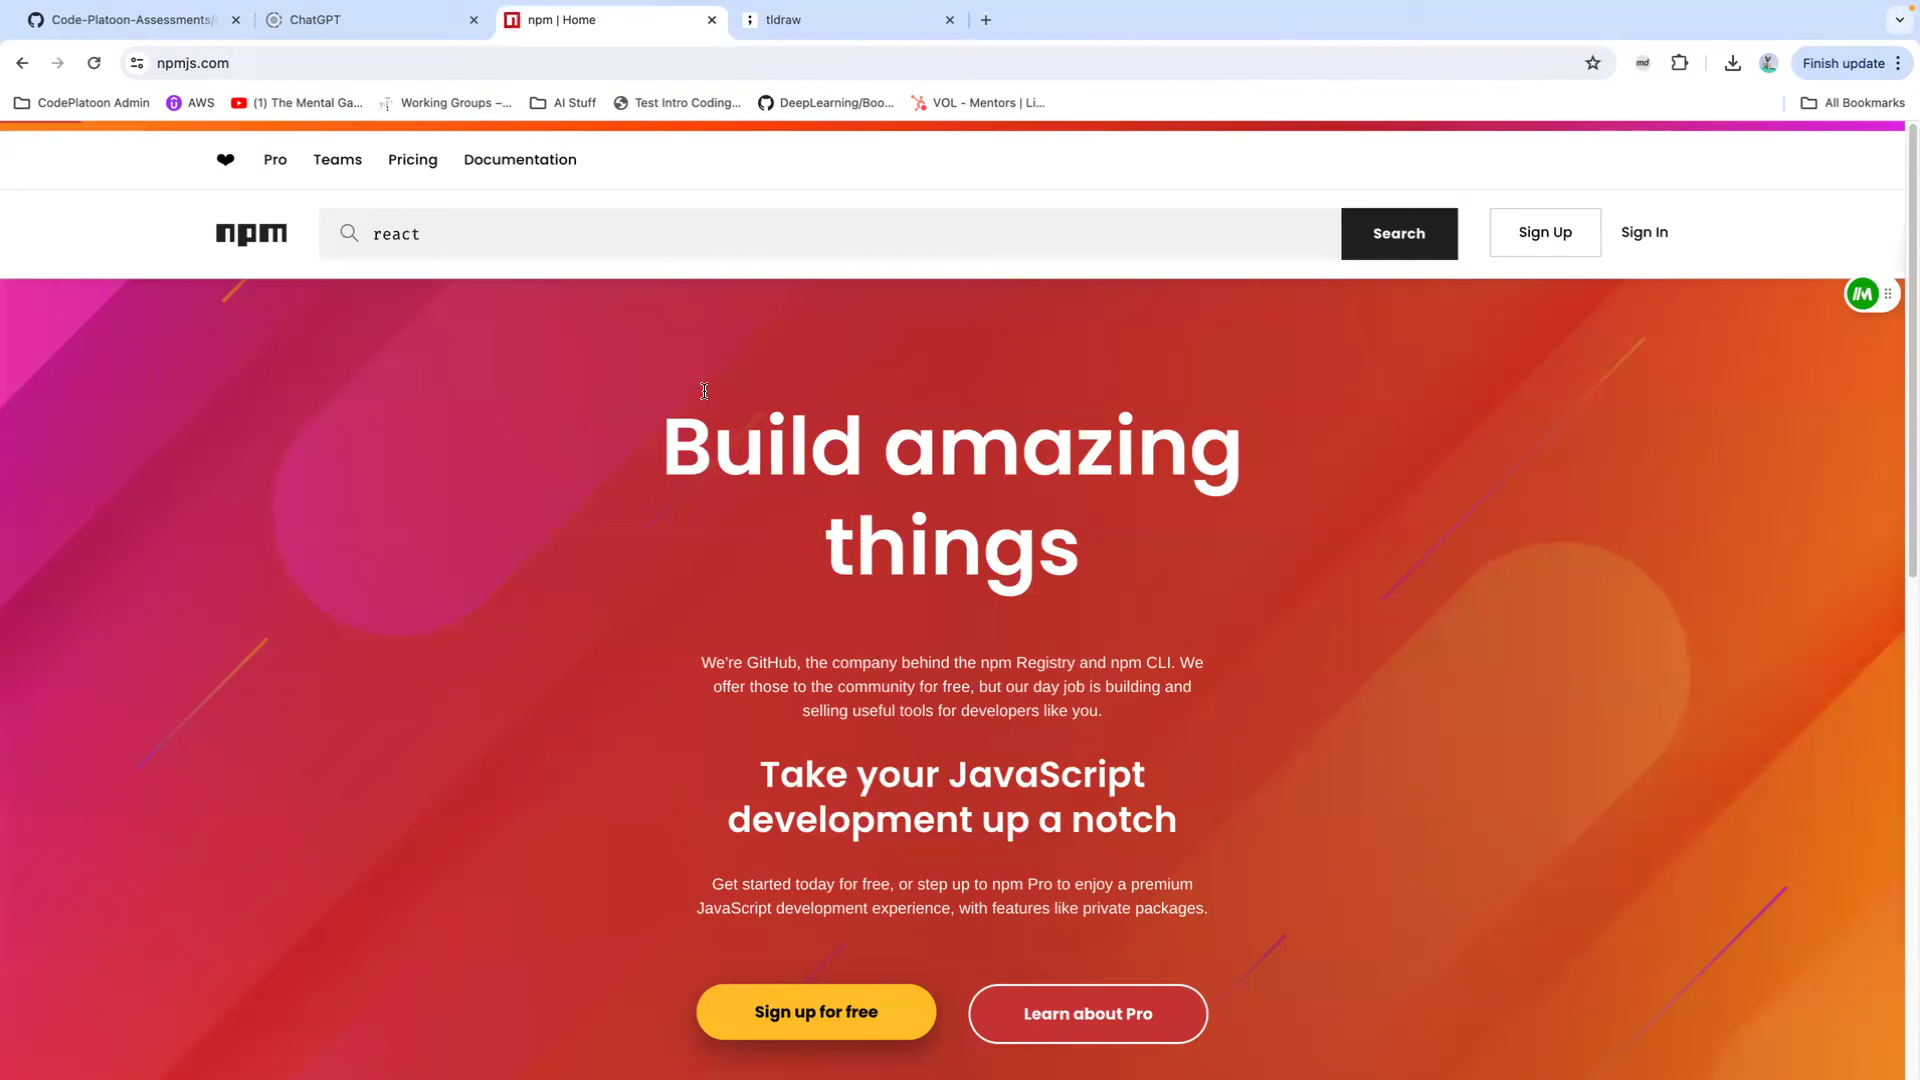 Code-Platoon-Assessments/
ChatGPT
npm | Home
tldraw
npmjs.com
md
Finish update
CodePlatoon Admin
AWS
(1) The Mental Ga...
Working Groups –...
AI Stuff
Test Intro Coding...
DeepLearning/Boo...
VOL - Mentors | Li...
All Bookmarks
Pro
Teams
Pricing
Documentation
npm
react
Search
Sign Up
Sign In
Build amazing
things
We're GitHub, the company behind the npm Registry and npm CLI. We
offer those to the community for free, but our day job is building and
selling useful tools for developers like you.
Take your JavaScript
development up a notch
Get started today for free, or step up to npm Pro to enjoy a premium
JavaScript development experience, with features like private packages.
Sign up for free
Learn about Pro